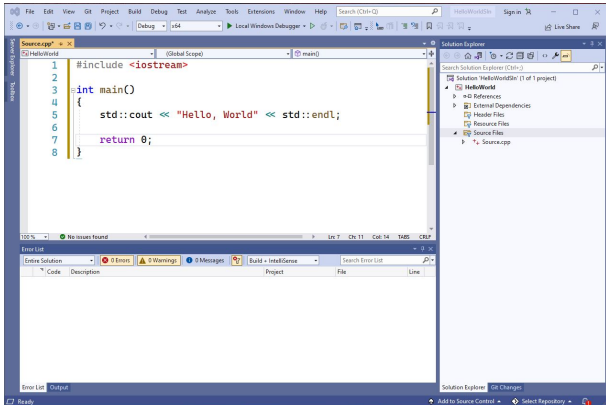 File Edit View Git Project Build Debug Test Analyze Tools Extensions Window Help Search (Ctrl+Q) HelloWorldSln Sign in
Debug x64 Local Windows Debugger Live Share
Server Explorer
Toolbox
Source.cpp*
HelloWorld (Global Scope) main()
1 #include <iostream>
2
3 int main()
4 {
5 std::cout << "Hello, World" << std::endl;
6
7 return 0;
8 }
100 % No issues found Ln: 7 Ch: 11 Col: 14 TABS CRLF
Error List
Entire Solution 0 Errors 0 Warnings 0 Messages Build + IntelliSense Search Error List
Code Description Project File Line
Error List Output
Solution Explorer
Search Solution Explorer (Ctrl+;)
Solution 'HelloWorldSln' (1 of 1 project)
HelloWorld
References
External Dependencies
Header Files
Resource Files
Source Files
Source.cpp
Solution Explorer Git Changes
Ready Add to Source Control Select Repository